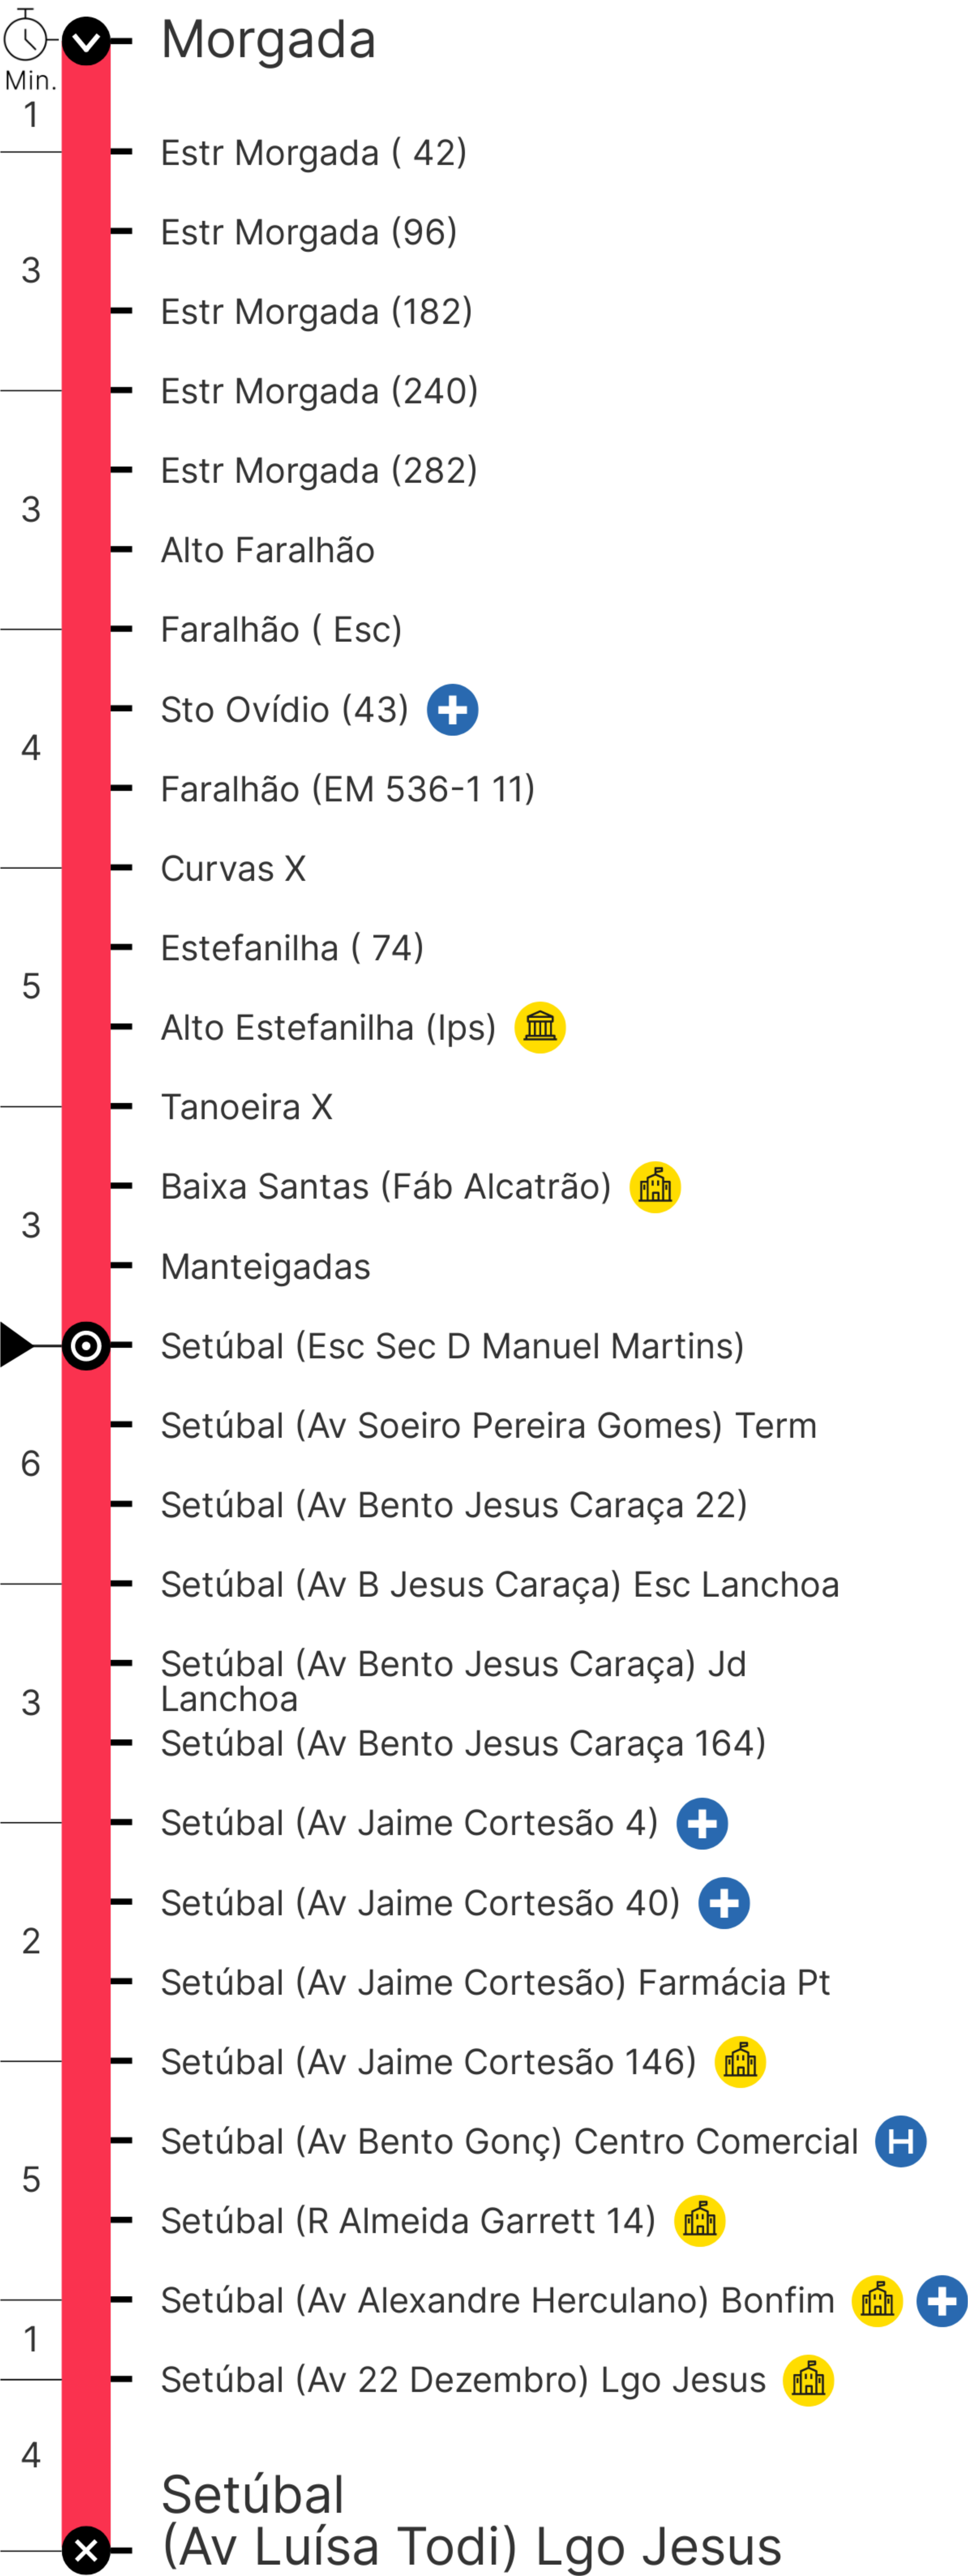 Morgada
Min.
1
Estr Morgada ( 42)
Estr Morgada (96)
3
Estr Morgada (182)
Estr Morgada (240)
Estr Morgada (282)
3
Alto Faralhão
Faralhão ( Esc)
Sto Ovídio (43)
4
Faralhão (EM 536-1 11)
Curvas X
Estefanilha ( 74)
5
Alto Estefanilha (Ips)
Tanoeira X
Baixa Santas (Fáb Alcatrão)
3
Manteigadas
Setúbal (Esc Sec D Manuel Martins)
Setúbal (Av Soeiro Pereira Gomes) Term
6
Setúbal (Av Bento Jesus Caraça 22)
Setúbal (Av B Jesus Caraça) Esc Lanchoa
Setúbal (Av Bento Jesus Caraça) Jd
Lanchoa
3
Setúbal (Av Bento Jesus Caraça 164)
Setúbal (Av Jaime Cortesão 4)
Setúbal (Av Jaime Cortesão 40)
2
Setúbal (Av Jaime Cortesão) Farmácia Pt
Setúbal (Av Jaime Cortesão 146)
Setúbal (Av Bento Gonç) Centro Comercial H
5
Setúbal (R Almeida Garrett 14)
Setúbal (Av Alexandre Herculano) Bonfim
1
Setúbal (Av 22 Dezembro) Lgo Jesus
4
Setúbal
(Av Luísa Todi) Lgo Jesus